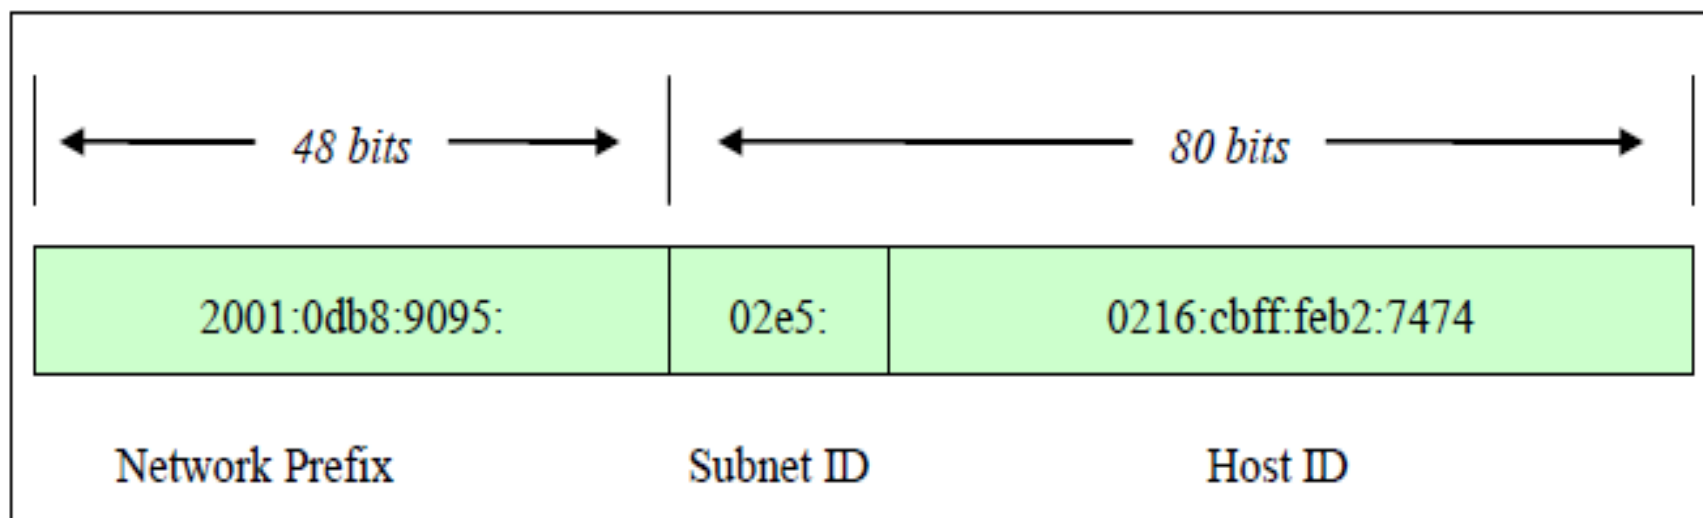 48 bits 80 bits
2001:0db8:9095: 02e5: 0216:cbff:feb2:7474
Network Prefix Subnet ID Host ID